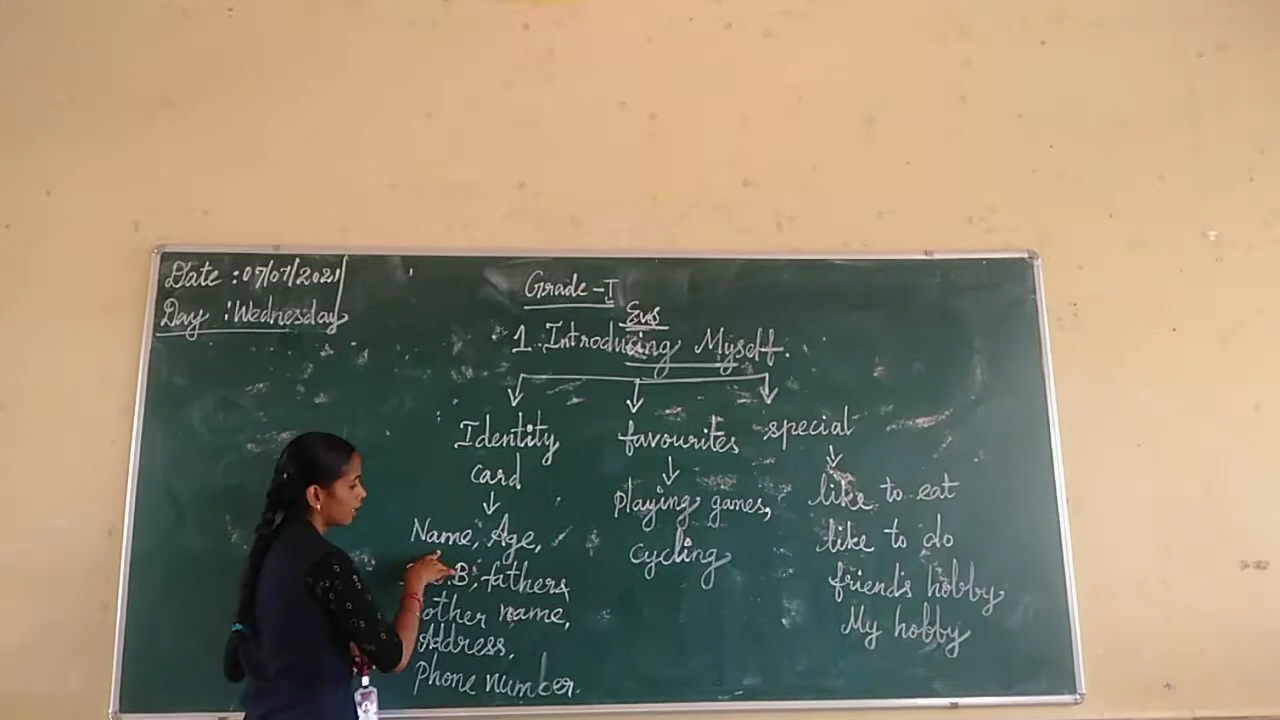 Date : 07/07/2021
Day : Wednesday
Grade - I
Evs
1. Introducing Myself.
Identity
card
Name, Age,
B, fathers,
other name,
Address,
Phone number.
favourites
playing games,
cycling
special
like to eat
like to do
friends hobby
My hobby